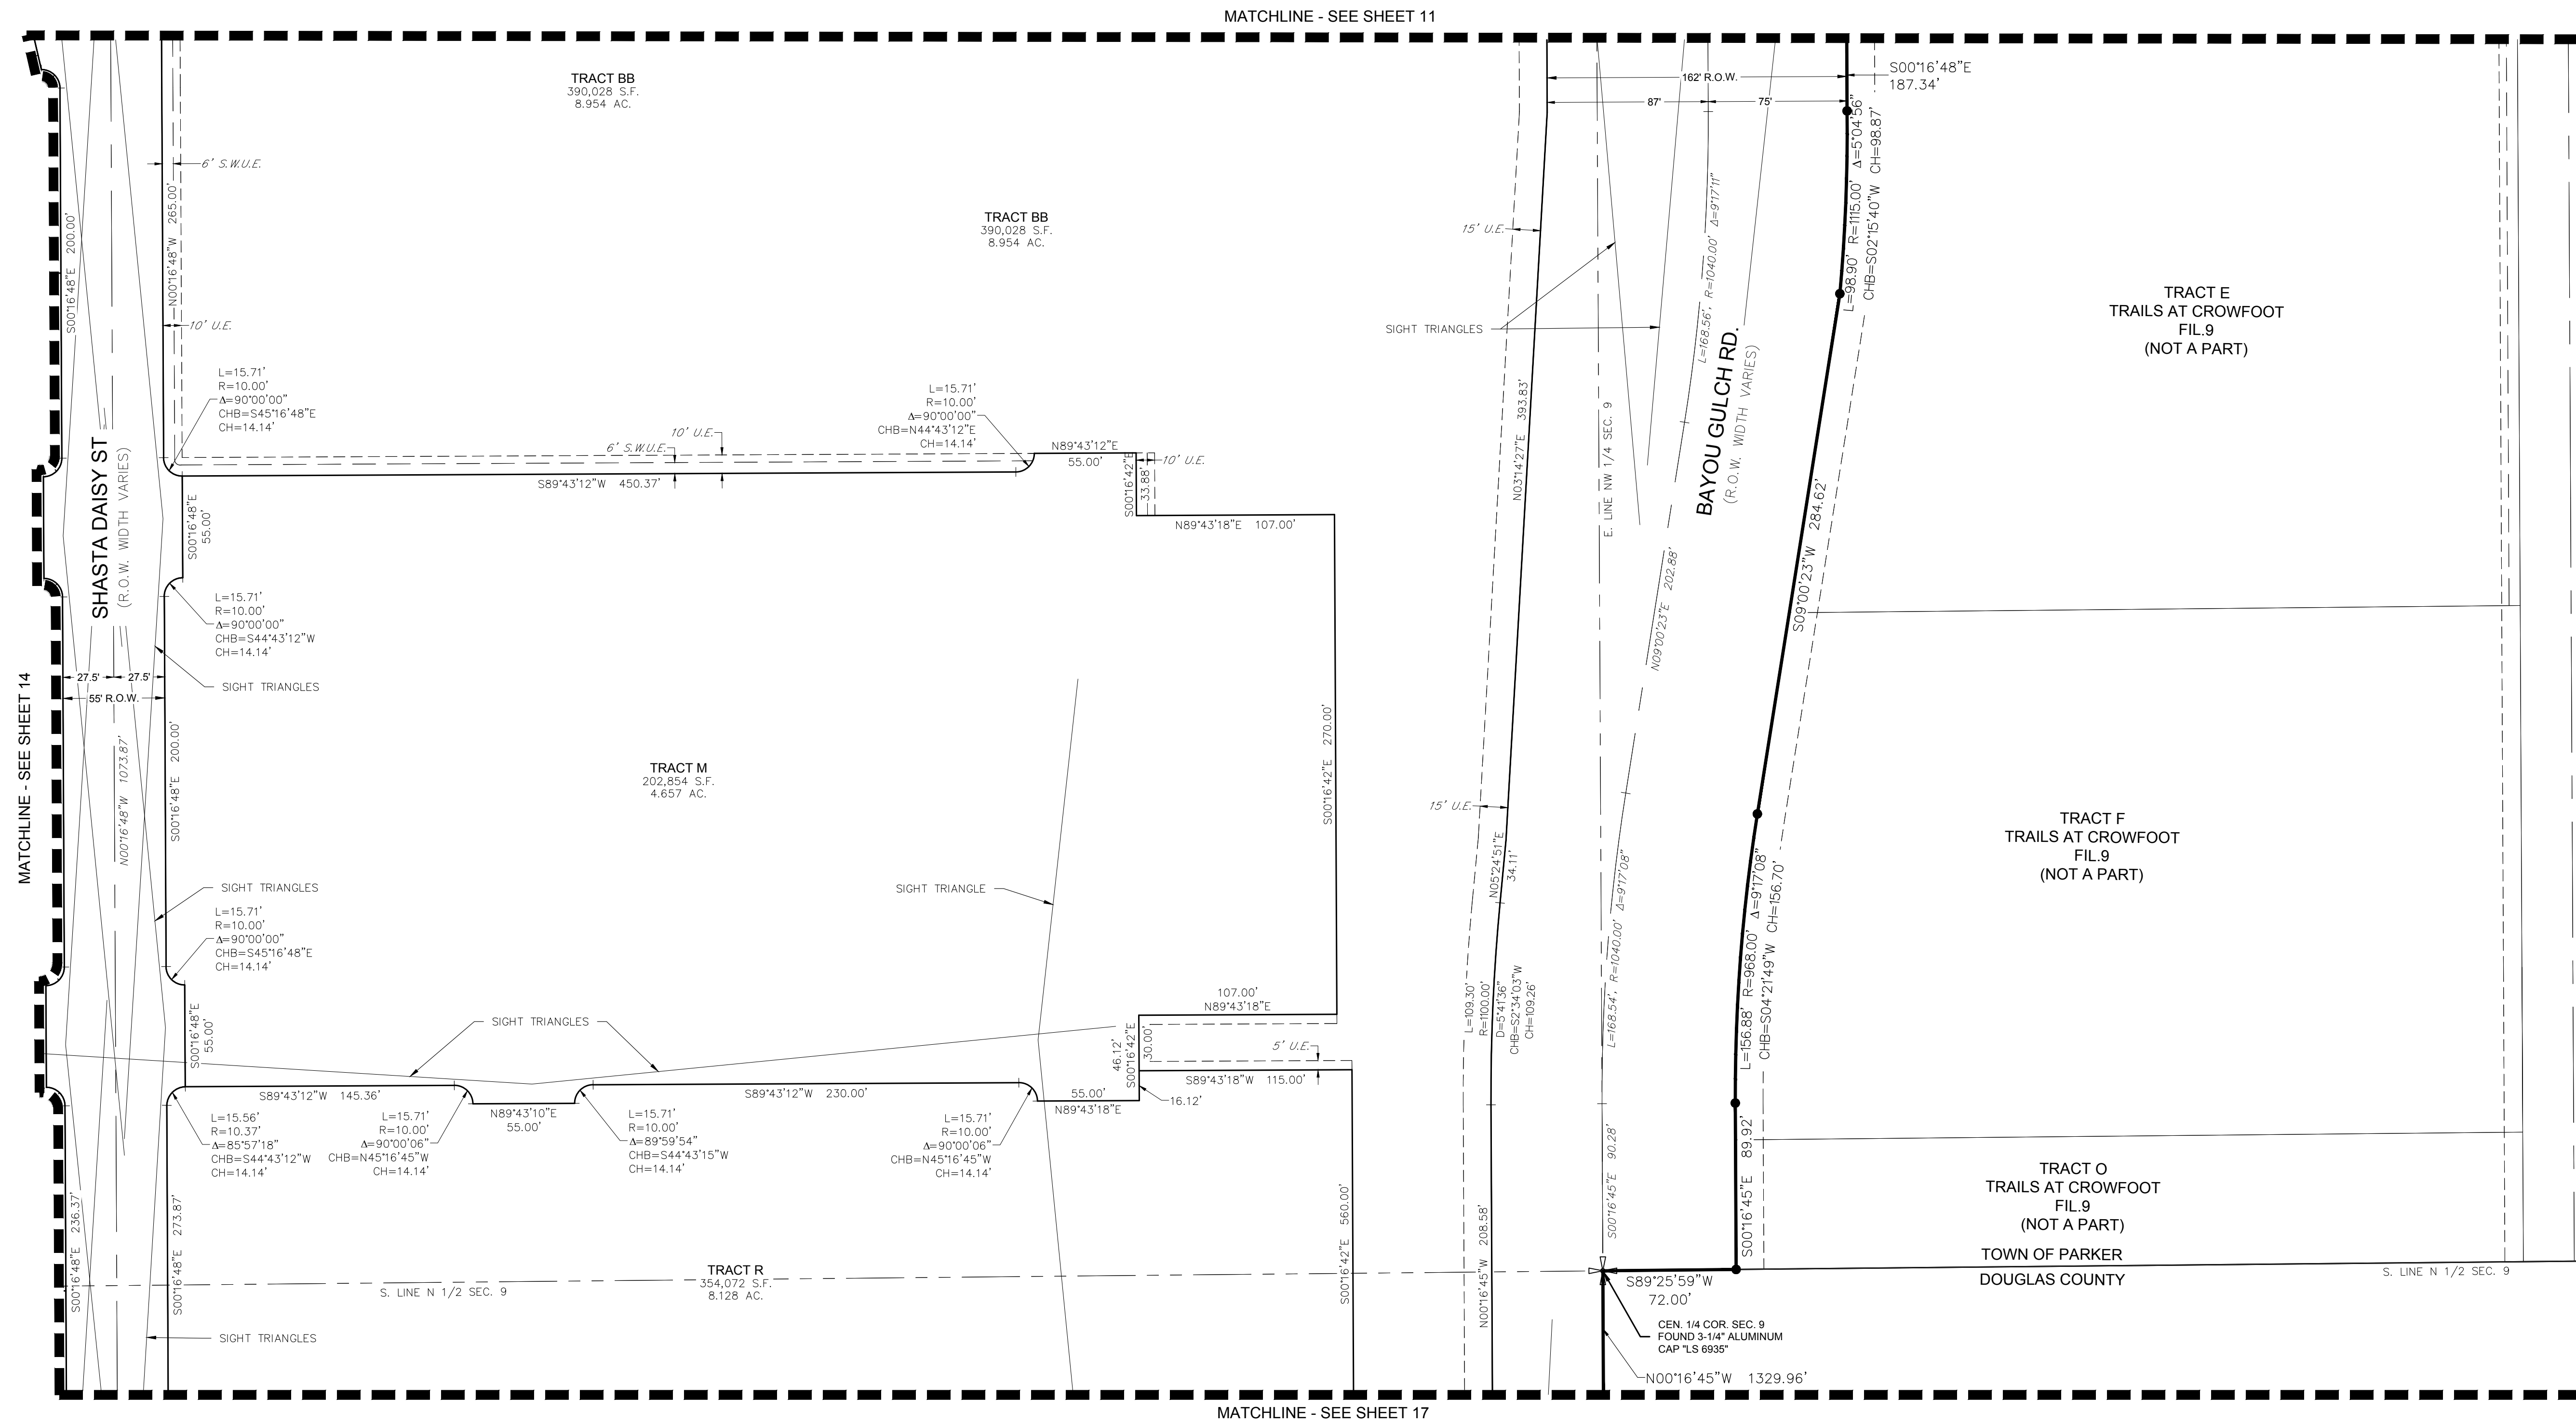 MATCHLINE - SEE SHEET 11
TRACT BB
390,028 S.F.
8.954 AC.
162' R.O.W.
87'
75'
S00°16'48"E
187.34'
6' S.W.U.E.
S00°16'48"E 200.00'
N00°16'48"W 265.00'
10' U.E.
TRACT BB
390,028 S.F.
8.954 AC.
15' U.E.
SIGHT TRIANGLES
L=168.56', R=1040.00' Δ=9°17'11"
L=98.90' R=1115.00' Δ=5°04'56"
CHB=S02°15'40"W CH=98.87'
TRACT E
TRAILS AT CROWFOOT
FIL.9
(NOT A PART)
L=15.71'
R=10.00'
Δ=90°00'00"
CHB=S45°16'48"E
CH=14.14'
L=15.71'
R=10.00'
Δ=90°00'00"
CHB=N44°43'12"E
CH=14.14'
6' S.W.U.E.
10' U.E.
N89°43'12"E
55.00'
10' U.E.
S89°43'12"W 450.37'
S00°16'42"E
33.88'
N89°43'18"E 107.00'
N03°14'27"E 393.83'
E. LINE NW 1/4 SEC. 9
BAYOU GULCH RD.
(R.O.W. WIDTH VARIES)
N09°00'23"E 202.88'
S09°00'23"W 284.62'
SHASTA DAISY ST
(R.O.W. WIDTH VARIES)
S00°16'48"E
55.00'
L=15.71'
R=10.00'
Δ=90°00'00"
CHB=S44°43'12"W
CH=14.14'
27.5'
27.5'
55' R.O.W.
SIGHT TRIANGLES
MATCHLINE - SEE SHEET 14
N00°16'48"W 1073.87'
S00°16'48"E 200.00'
TRACT M
202,854 S.F.
4.657 AC.
S00°16'42"E 270.00'
15' U.E.
N05°24'51"E
34.11'
L=168.54', R=1040.00' Δ=9°17'08"
TRACT F
TRAILS AT CROWFOOT
FIL.9
(NOT A PART)
L=156.88' R=968.00' Δ=9°17'08"
CHB=S04°21'49"W CH=156.70'
SIGHT TRIANGLES
SIGHT TRIANGLE
L=15.71'
R=10.00'
Δ=90°00'00"
CHB=S45°16'48"E
CH=14.14'
L=109.30'
R=1100.00'
D=5°41'36"
CHB=S2°34'03"W
CH=109.26'
S00°16'48"E
55.00'
SIGHT TRIANGLES
107.00'
N89°43'18"E
46.12'
S00°16'42"E
30.00'
5' U.E.
S89°43'18"W 115.00'
16.12'
S89°43'12"W 145.36'
N89°43'10"E
55.00'
S89°43'12"W 230.00'
55.00'
N89°43'18"E
L=15.56'
R=10.37'
Δ=85°57'18"
CHB=S44°43'12"W
CH=14.14'
L=15.71'
R=10.00'
Δ=90°00'06"
CHB=N45°16'45"W
CH=14.14'
L=15.71'
R=10.00'
Δ=89°59'54"
CHB=S44°43'15"W
CH=14.14'
L=15.71'
R=10.00'
Δ=90°00'06"
CHB=N45°16'45"W
CH=14.14'
S00°16'48"E 236.37'
S00°16'48"E 273.87'
S00°16'42"E 560.00'
N00°16'45"W 208.58'
S00°16'45"E 90.28'
S00°16'45"E 89.92'
TRACT O
TRAILS AT CROWFOOT
FIL.9
(NOT A PART)
TOWN OF PARKER
DOUGLAS COUNTY
S. LINE N 1/2 SEC. 9
TRACT R
354,072 S.F.
8.128 AC.
S. LINE N 1/2 SEC. 9
S89°25'59"W
72.00'
CEN. 1/4 COR. SEC. 9
FOUND 3-1/4" ALUMINUM
CAP "LS 6935"
SIGHT TRIANGLES
N00°16'45"W 1329.96'
MATCHLINE - SEE SHEET 17